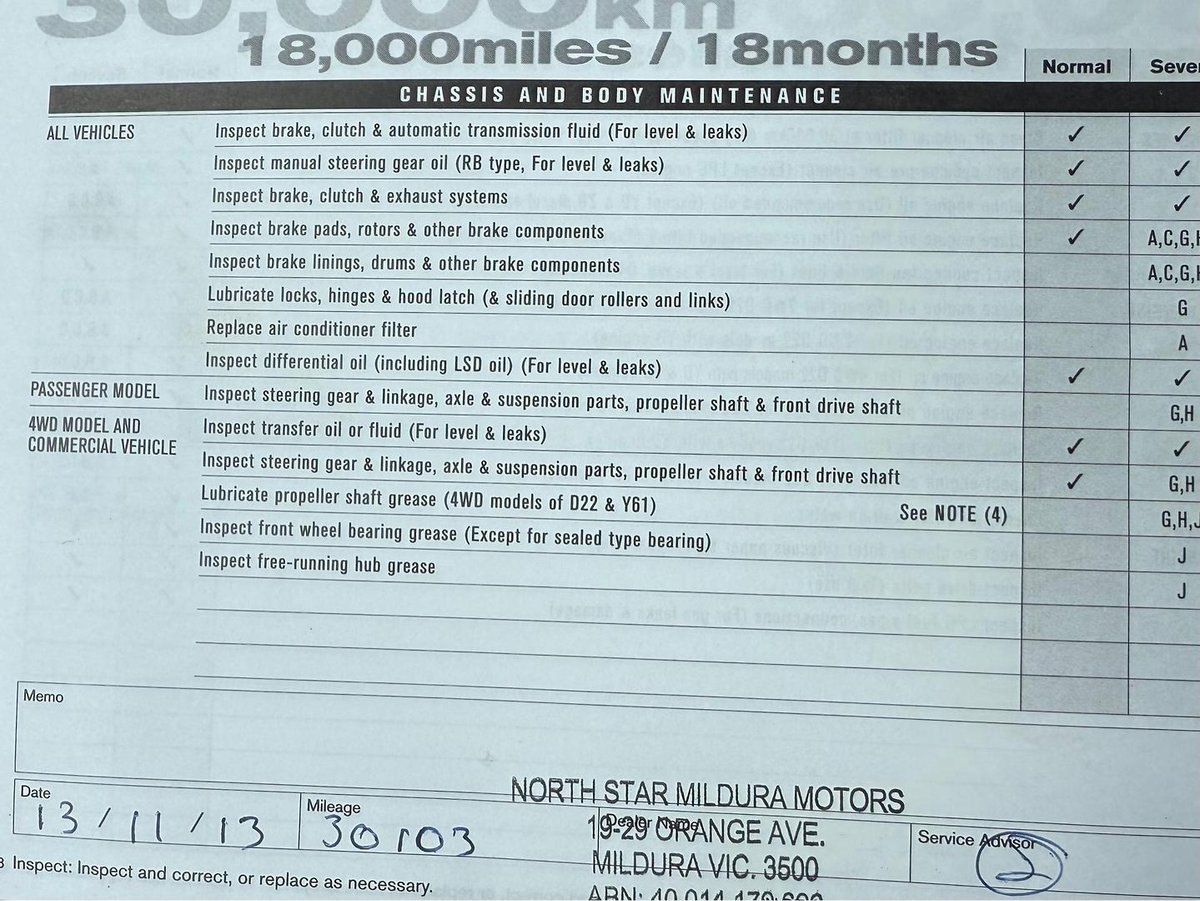 30,000km
18,000miles / 18months
Normal
CHASSIS AND BODY MAINTENANCE
ALL VEHICLES
Inspect brake, clutch & automatic transmission fluid (For level & leaks) ✓ ✓
Inspect manual steering gear oil (RB type, For level & leaks) ✓ ✓
Inspect brake, clutch & exhaust systems ✓ ✓
Inspect brake pads, rotors & other brake components ✓ A,C,G,H
Inspect brake linings, drums & other brake components A,C,G,H
Lubricate locks, hinges & hood latch (& sliding door rollers and links) G
Replace air conditioner filter A
Inspect differential oil (including LSD oil) (For level & leaks) ✓ ✓
PASSENGER MODEL
Inspect steering gear & linkage, axle & suspension parts, propeller shaft & front drive shaft G,H
4WD MODEL AND
COMMERCIAL VEHICLE
Inspect transfer oil or fluid (For level & leaks) ✓ ✓
Inspect steering gear & linkage, axle & suspension parts, propeller shaft & front drive shaft ✓ G,H
Lubricate propeller shaft grease (4WD models of D22 & Y61) See NOTE (4) G,H,J
Inspect front wheel bearing grease (Except for sealed type bearing) J
Inspect free-running hub grease J
Memo
Date
13/11/13
Mileage
30103
Dealer Name
NORTH STAR MILDURA MOTORS
19-29 ORANGE AVE.
MILDURA VIC. 3500
ABN:
Service Advisor
Inspect: Inspect and correct, or replace as necessary.